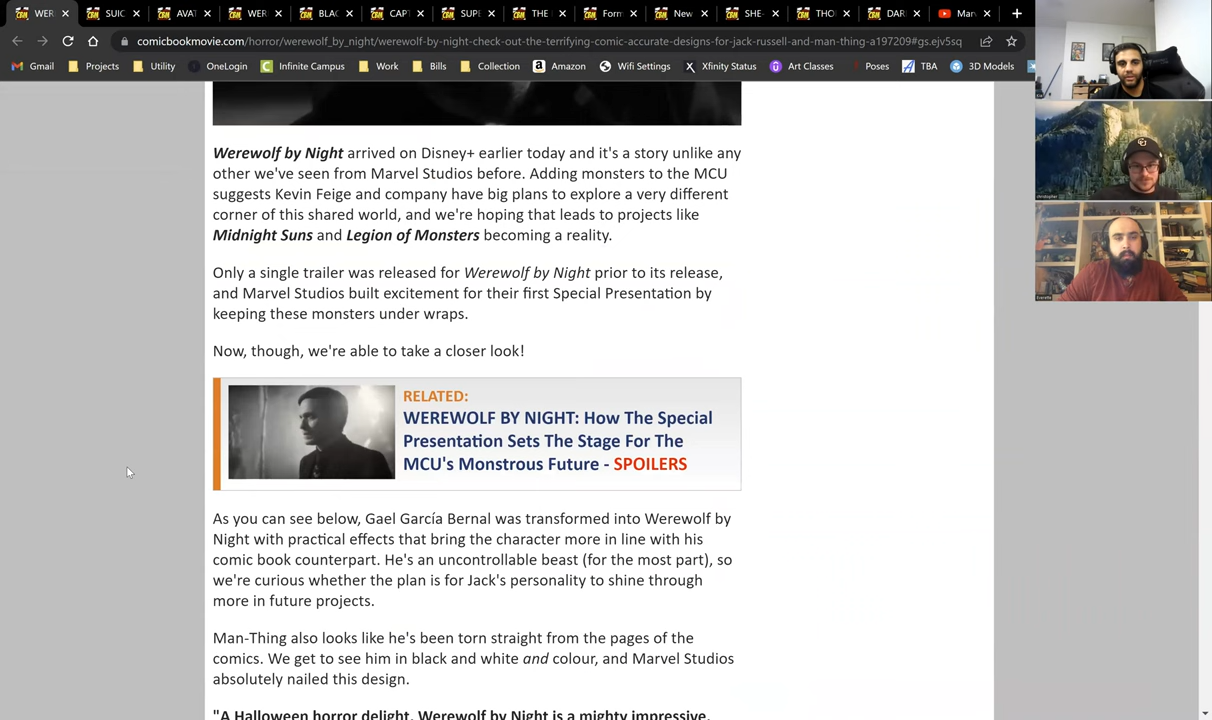 WER
SUIC
AVAT
WER
BLAC
CAPT
SUPE
THE
Form
New
SHE-
THO
DAR
Mar
comicbookmovie.com/horror/werewolf_by_night/werewolf-by-night-check-out-the-terrifying-comic-accurate-designs-for-jack-russell-and-man-thing-a197209#gs.ejv5sq
Gmail Projects Utility OneLogin Infinite Campus Work Bills Collection Amazon Wifi Settings Xfinity Status Art Classes Poses TBA 3D Models
Werewolf by Night arrived on Disney+ earlier today and it's a story unlike any
other we've seen from Marvel Studios before. Adding monsters to the MCU
suggests Kevin Feige and company have big plans to explore a very different
corner of this shared world, and we're hoping that leads to projects like
Midnight Suns and Legion of Monsters becoming a reality.
Only a single trailer was released for Werewolf by Night prior to its release,
and Marvel Studios built excitement for their first Special Presentation by
keeping these monsters under wraps.
Now, though, we're able to take a closer look!
RELATED:
WEREWOLF BY NIGHT: How The Special
Presentation Sets The Stage For The
MCU's Monstrous Future - SPOILERS
As you can see below, Gael García Bernal was transformed into Werewolf by
Night with practical effects that bring the character more in line with his
comic book counterpart. He's an uncontrollable beast (for the most part), so
we're curious whether the plan is for Jack's personality to shine through
more in future projects.
Man-Thing also looks like he's been torn straight from the pages of the
comics. We get to see him in black and white and colour, and Marvel Studios
absolutely nailed this design.
"A Halloween horror delight, Werewolf by Night is a mighty impressive,